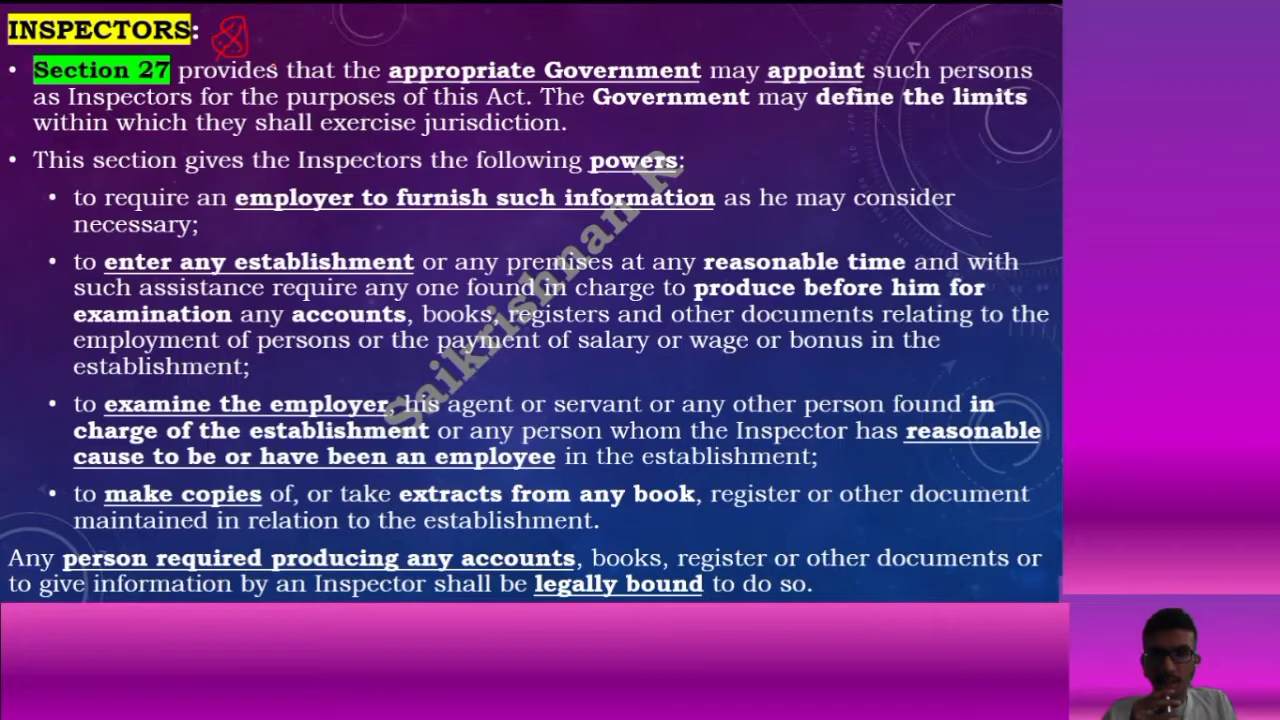 INSPECTORS:
• Section 27 provides that the appropriate Government may appoint such persons
as Inspectors for the purposes of this Act. The Government may define the limits
within which they shall exercise jurisdiction.
• This section gives the Inspectors the following powers:
• to require an employer to furnish such information as he may consider
necessary;
• to enter any establishment or any premises at any reasonable time and with
such assistance require any one found in charge to produce before him for
examination any accounts, books, registers and other documents relating to the
employment of persons or the payment of salary or wage or bonus in the
establishment;
• to examine the employer, his agent or servant or any other person found in
charge of the establishment or any person whom the Inspector has reasonable
cause to be or have been an employee in the establishment;
• to make copies of, or take extracts from any book, register or other document
maintained in relation to the establishment.
Any person required producing any accounts, books, register or other documents or
to give information by an Inspector shall be legally bound to do so.
Saikrishnan R